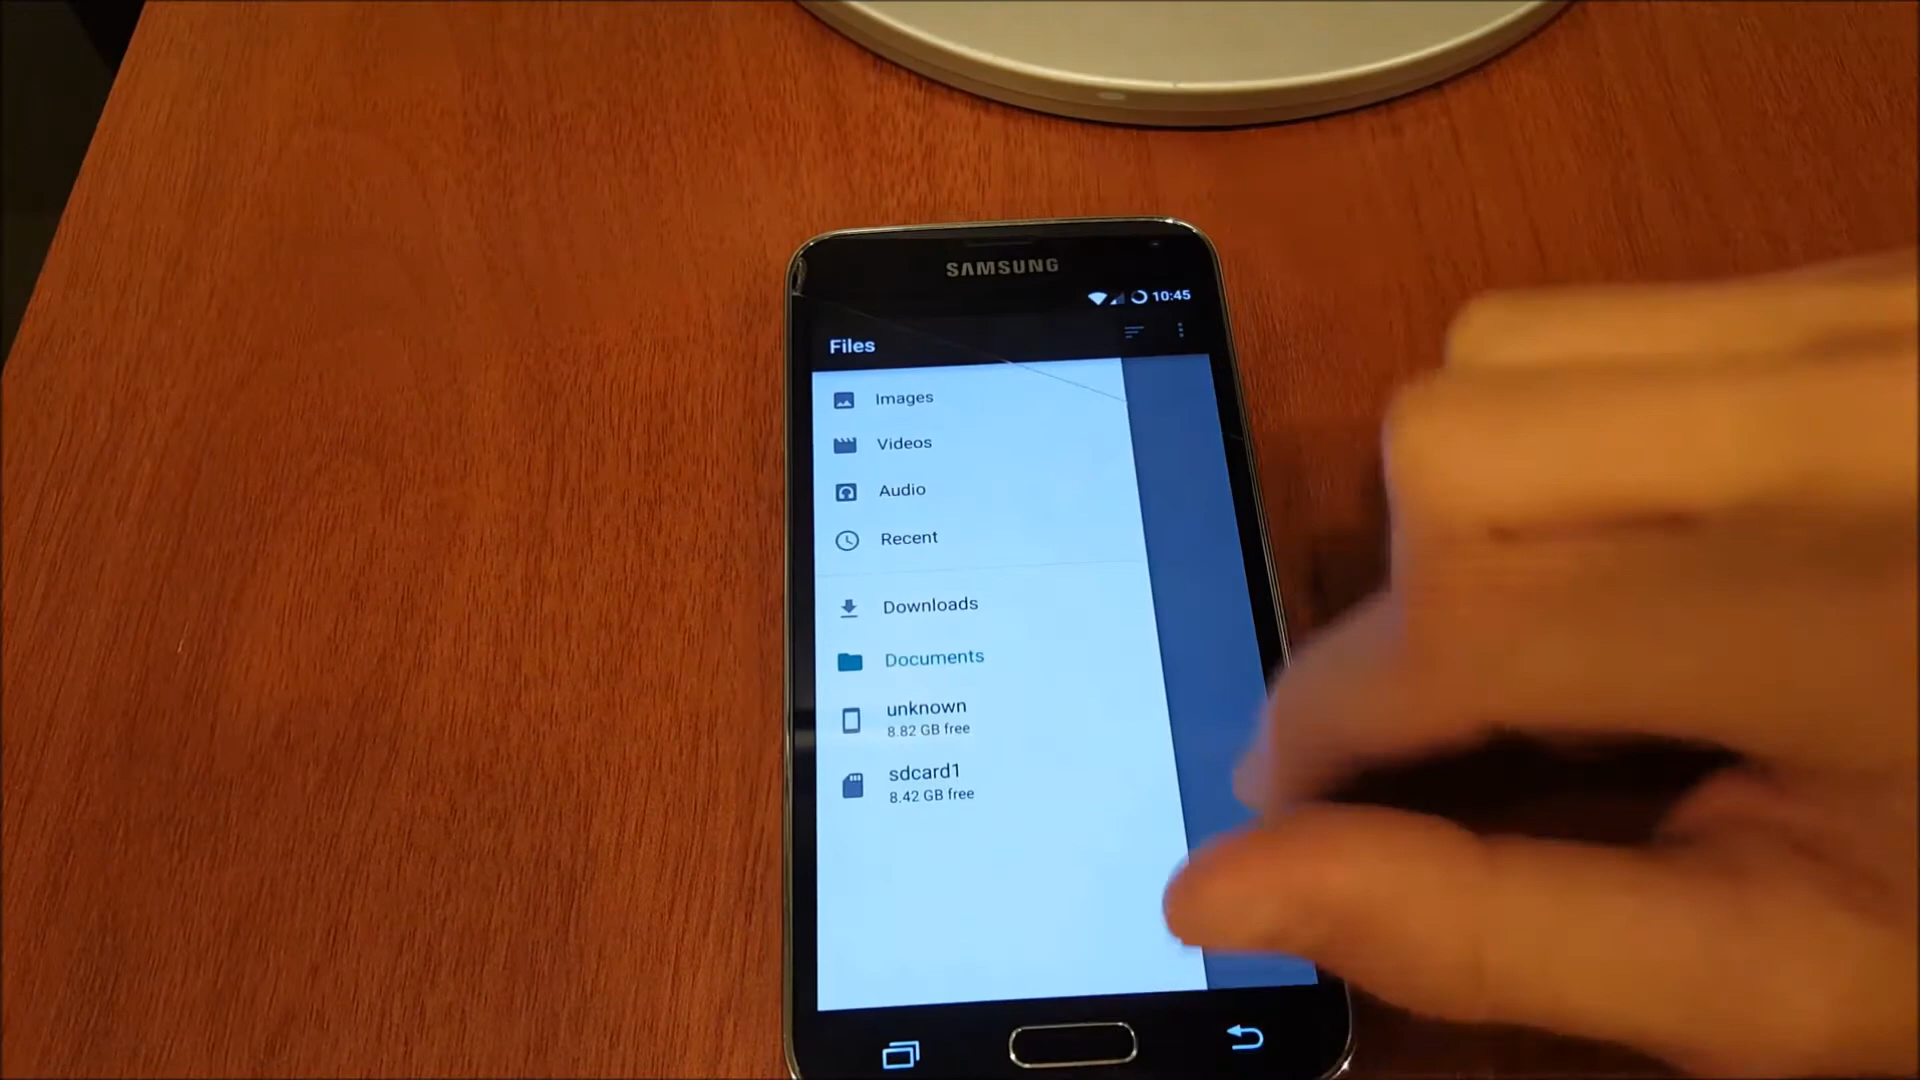 SAMSUNG
10:45
Files
Images
Videos
Audio
Recent
Downloads
Documents
unknown
8.82 GB free
sdcard1
8.42 GB free